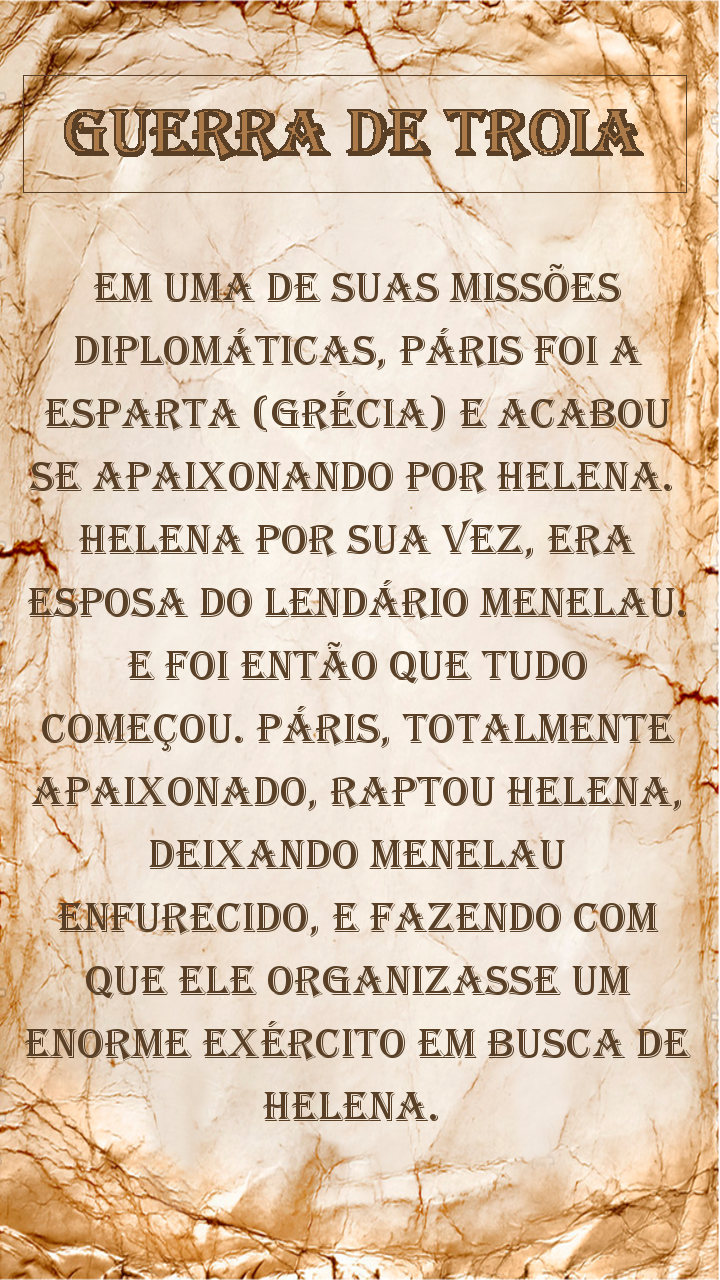 GUERRA DE TROIA
EM UMA DE SUAS MISSÕES
DIPLOMÁTICAS, PÁRIS FOI A
ESPARTA (GRÉCIA) E ACABOU
SE APAIXONANDO POR HELENA.
HELENA POR SUA VEZ, ERA
ESPOSA DO LENDÁRIO MENELAU.
E FOI ENTÃO QUE TUDO
COMEÇOU. PÁRIS, TOTALMENTE
APAIXONADO, RAPTOU HELENA,
DEIXANDO MENELAU
ENFURECIDO, E FAZENDO COM
QUE ELE ORGANIZASSE UM
ENORME EXÉRCITO EM BUSCA DE
HELENA.